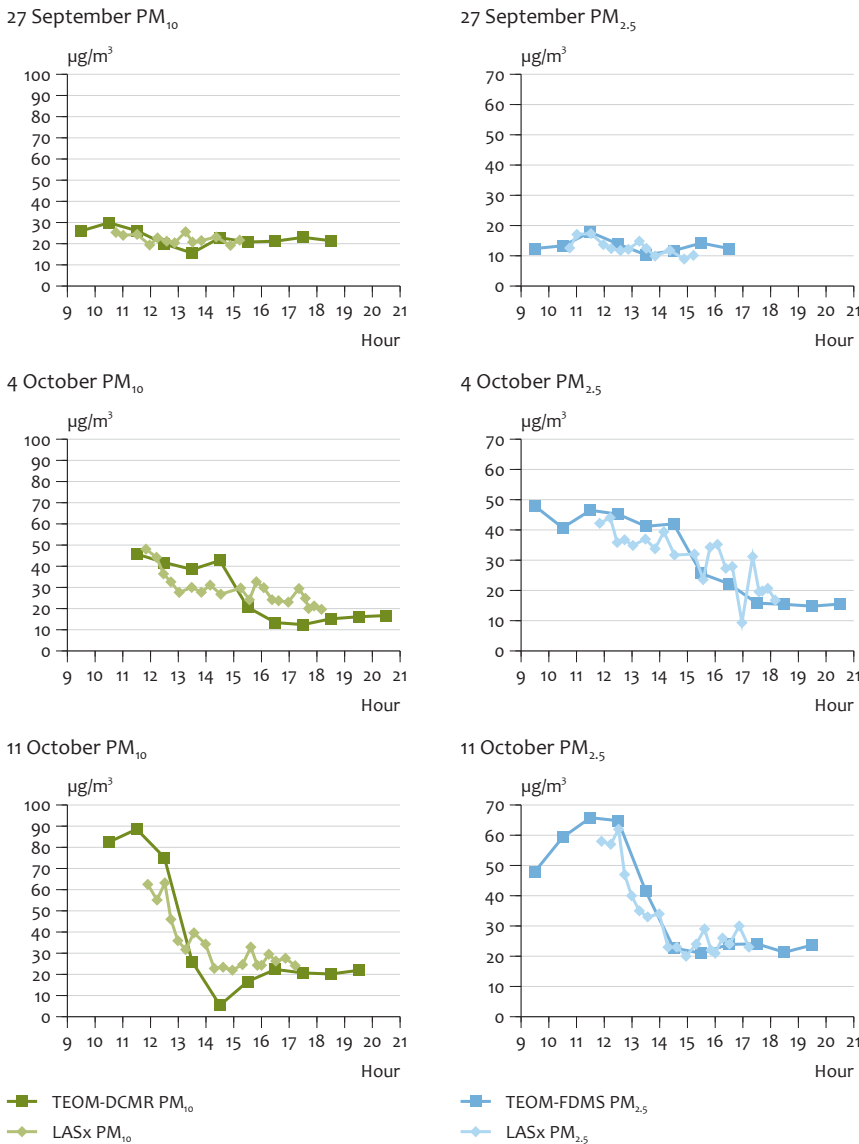 27 September PM₁₀
µg/m³
100
90
80
70
60
50
40
30
20
10
0
9 10 11 12 13 14 15 16 17 18 19 20 21
Hour
27 September PM₂.₅
µg/m³
70
60
50
40
30
20
10
0
9 10 11 12 13 14 15 16 17 18 19 20 21
Hour
4 October PM₁₀
µg/m³
100
90
80
70
60
50
40
30
20
10
0
9 10 11 12 13 14 15 16 17 18 19 20 21
Hour
4 October PM₂.₅
µg/m³
70
60
50
40
30
20
10
0
9 10 11 12 13 14 15 16 17 18 19 20 21
Hour
11 October PM₁₀
µg/m³
100
90
80
70
60
50
40
30
20
10
0
9 10 11 12 13 14 15 16 17 18 19 20 21
Hour
11 October PM₂.₅
µg/m³
70
60
50
40
30
20
10
0
9 10 11 12 13 14 15 16 17 18 19 20 21
Hour
TEOM-DCMR PM₁₀
LASx PM₁₀
TEOM-FDMS PM₂.₅
LASx PM₂.₅